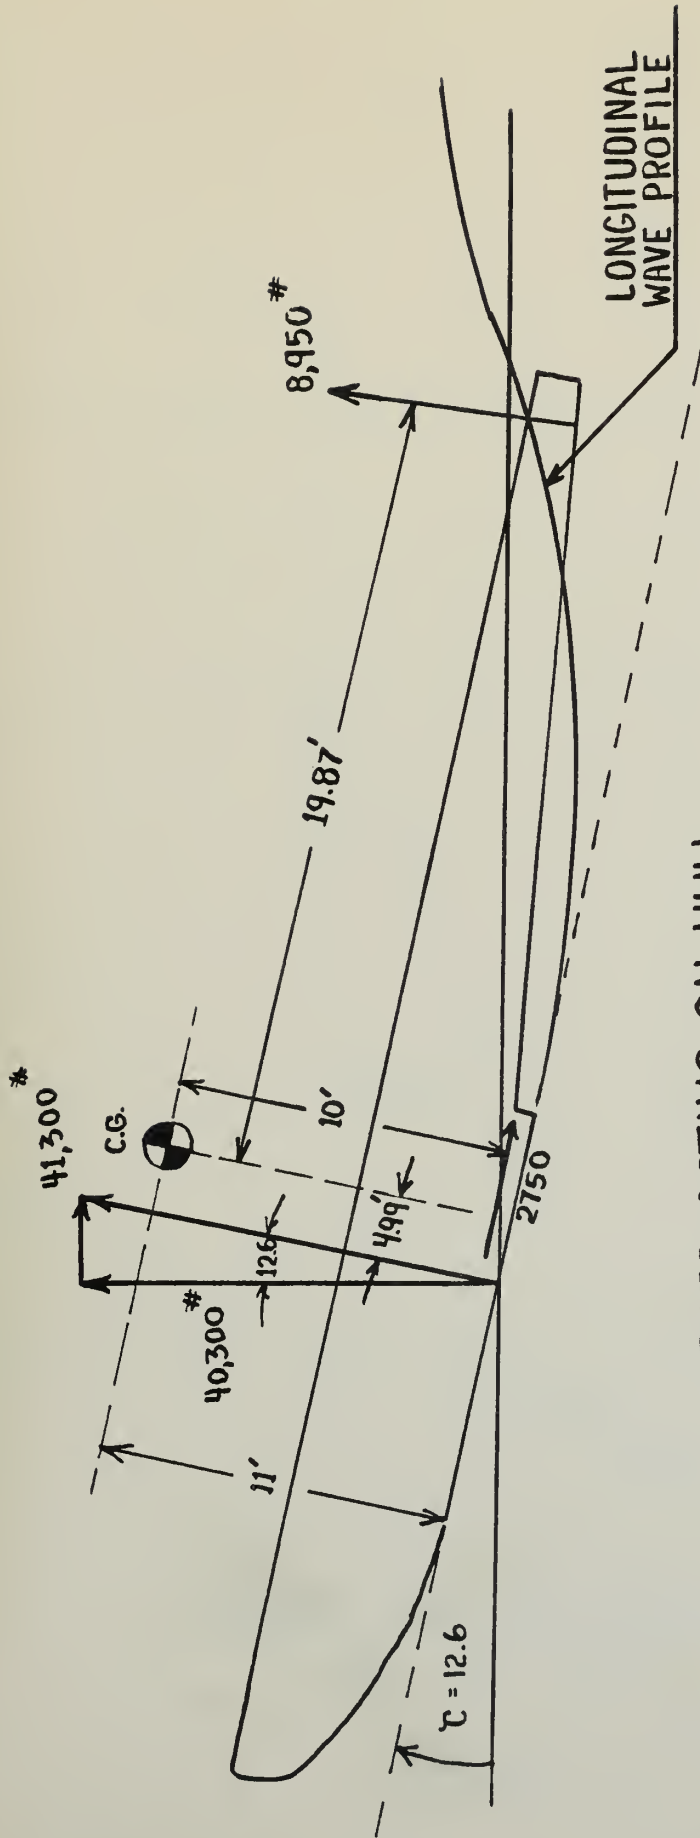 41,300#
C.G.
8,950#
40,300#
12.6
4.99'
10'
11'
19.87'
2750
τ = 12.6
LONGITUDINAL
WAVE PROFILE